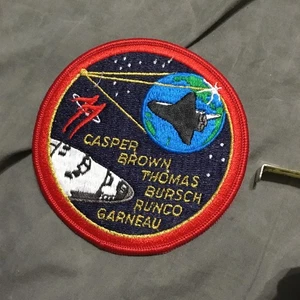 CASPER
BROWN
THOMAS
BURSCH
RUNCO
GARNEAU